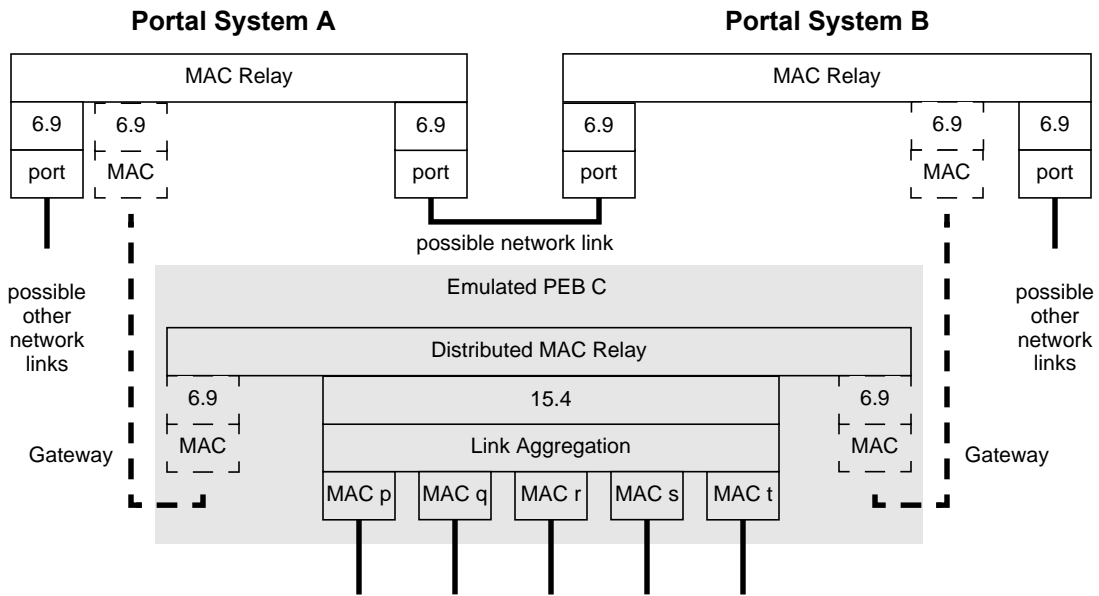 Portal System A
Portal System B
MAC Relay
MAC Relay
6.9
6.9
6.9
6.9
6.9
6.9
port
MAC
port
port
MAC
port
possible network link
possible
other
network
links
possible
other
network
links
Emulated PEB C
Distributed MAC Relay
6.9
15.4
6.9
MAC
Link Aggregation
MAC
Gateway
Gateway
MAC p
MAC q
MAC r
MAC s
MAC t